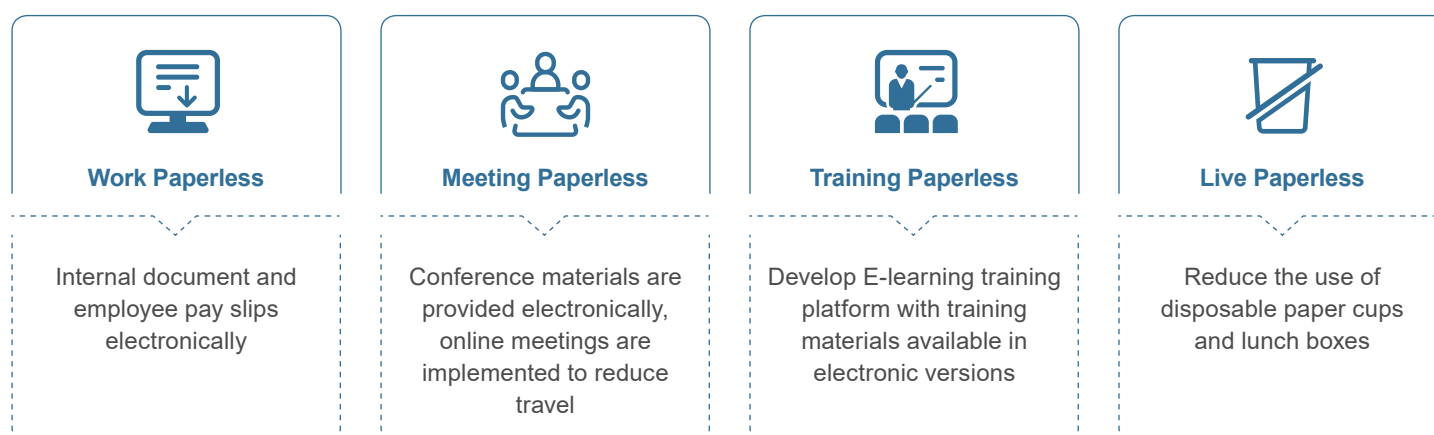 Work Paperless
Internal document and
employee pay slips
electronically
Meeting Paperless
Conference materials are
provided electronically,
online meetings are
implemented to reduce
travel
Training Paperless
Develop E-learning training
platform with training
materials available in
electronic versions
Live Paperless
Reduce the use of
disposable paper cups
and lunch boxes